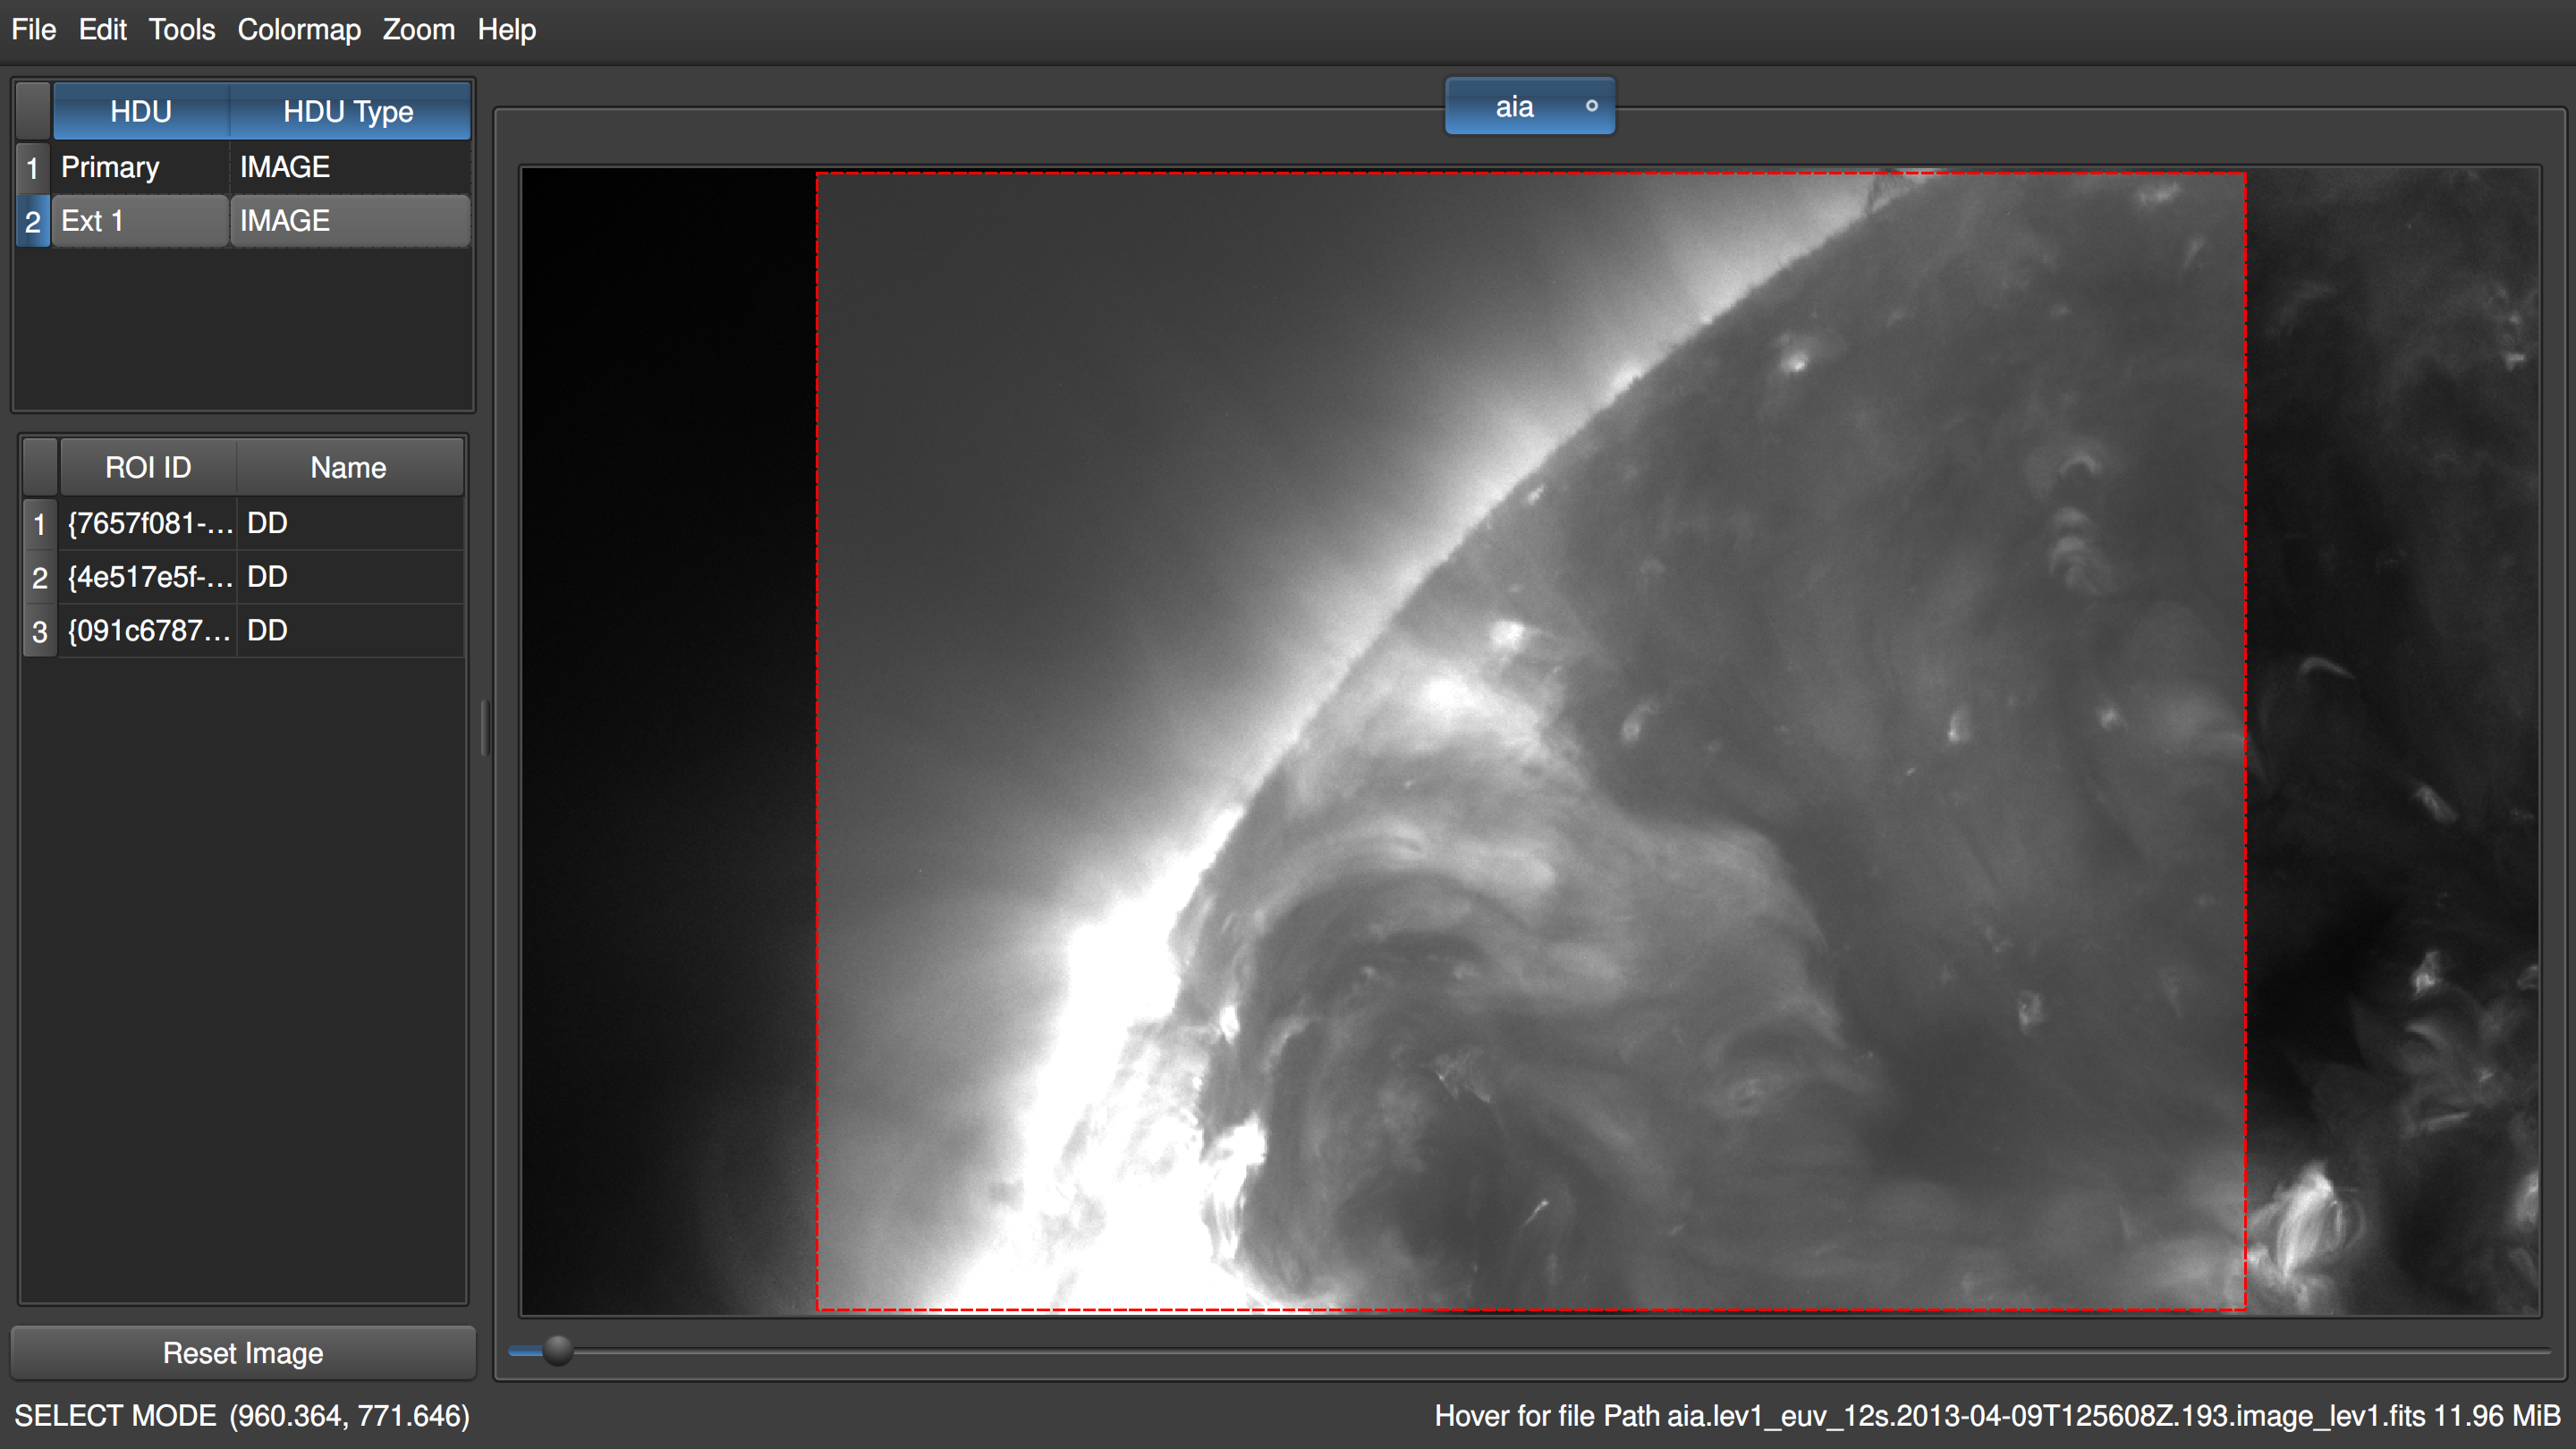 File Edit Tools Colormap Zoom Help
aia
HDU HDU Type
1 Primary IMAGE
2 Ext 1 IMAGE
ROI ID Name
1 {7657f081-... DD
2 {4e517e5f-... DD
3 {091c6787... DD
Reset Image
SELECT MODE (960.364, 771.646)
Hover for file Path aia.lev1_euv_12s.2013-04-09T125608Z.193.image_lev1.fits 11.96 MiB